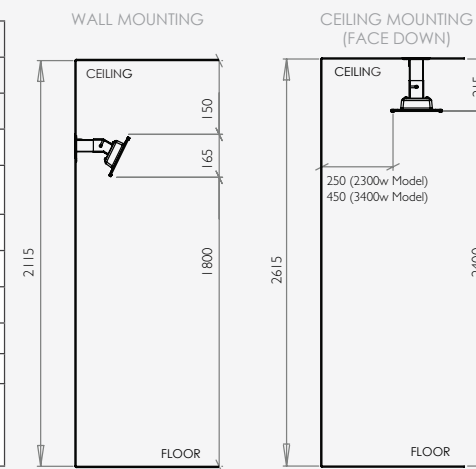 WALL MOUNTING
CEILING
150
165
2115
1800
FLOOR
CEILING MOUNTING
(FACE DOWN)
CEILING
250 (2300w Model)
450 (3400w Model)
2615
FLOOR